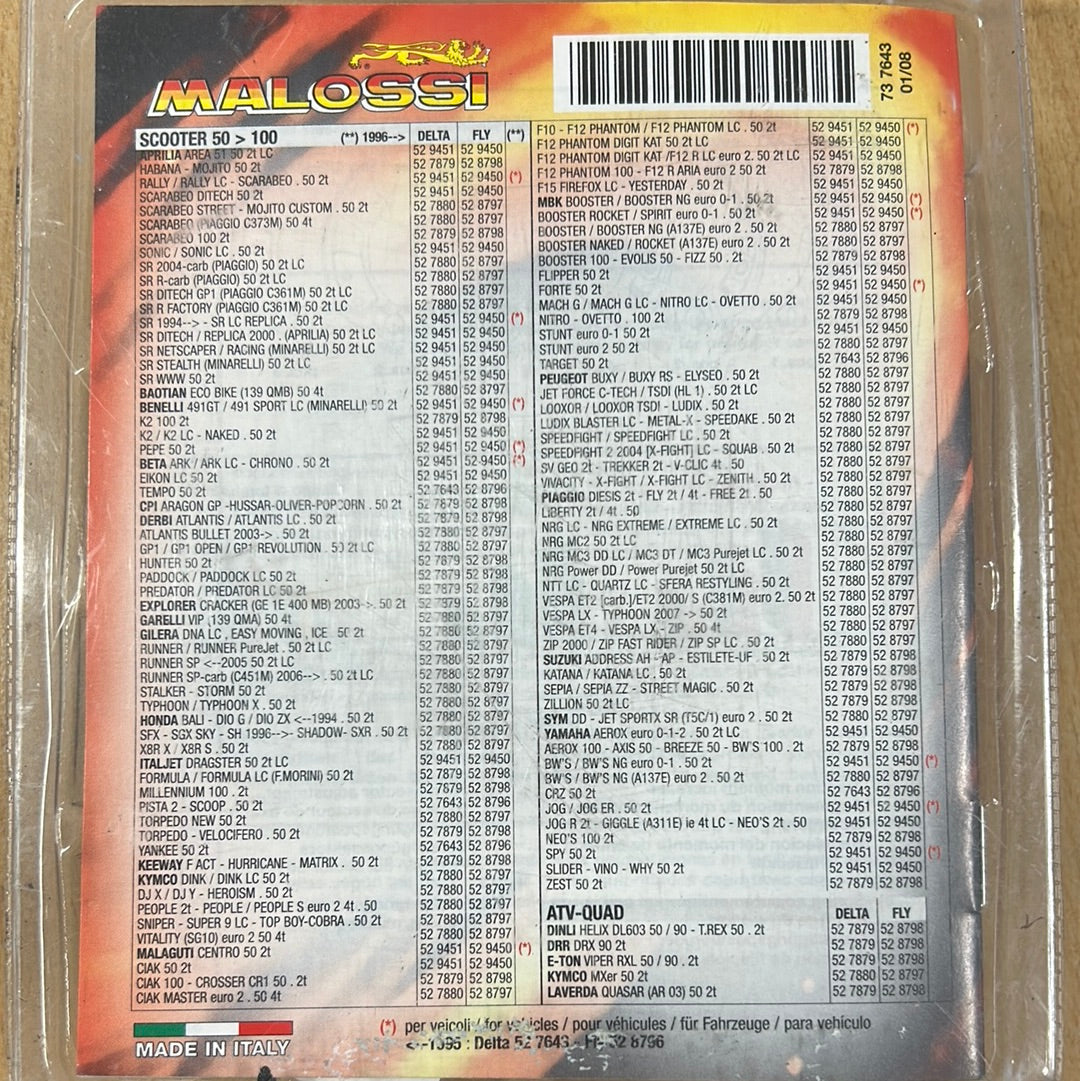 MALOSSI
73 7643
01/08
SCOOTER 50 > 100 (**) 1996--> DELTA FLY (**)
APRILIA AREA 51 50 2t LC 52 9451 52 9450
HABANA - MOJITO 50 2t 52 7879 52 8798
RALLY / RALLY LC - SCARABEO . 50 2t 52 9451 52 9450 (*)
SCARABEO DITECH 50 2t 52 9451 52 9450
SCARABEO STREET - MOJITO CUSTOM . 50 2t 52 7880 52 8797
SCARABEO (PIAGGIO C373M) 50 4t 52 7880 52 8797
SCARABEO 100 2t 52 7879 52 8798
SONIC / SONIC LC . 50 2t 52 9451 52 9450
SR 2004-carb (PIAGGIO) 50 2t LC 52 7880 52 8797
SR R-carb (PIAGGIO) 50 2t LC 52 7880 52 8797
SR DITECH GP1 (PIAGGIO C361M) 50 2t LC 52 7880 52 8797
SR R FACTORY (PIAGGIO C361M) 50 2t LC 52 7880 52 8797
SR 1994--> - SR LC REPLICA . 50 2t 52 9451 52 9450 (*)
SR DITECH / REPLICA 2000 . (APRILIA) 50 2t LC 52 9451 52 9450
SR NETSCAPER / RACING (MINARELLI) 50 2t LC 52 9451 52 9450
SR STEALTH (MINARELLI) 50 2t LC 52 9451 52 9450
SR WWW 50 2t 52 9451 52 9450
BAOTIAN ECO BIKE (139 QMB) 50 4t 52 7880 52 8797
BENELLI 491GT / 491 SPORT LC (MINARELLI) 50 2t 52 9451 52 9450 (*)
K2 100 2t 52 7879 52 8798
K2 / K2 LC - NAKED . 50 2t 52 9451 52 9450
PEPE 50 2t 52 9451 52 9450 (*)
BETA ARK / ARK LC - CHRONO . 50 2t 52 9451 52 9450 (*)
EIKON LC 50 2t 52 9451 52 9450
TEMPO 50 2t 52 7643 52 8796
CPI ARAGON GP -HUSSAR-OLIVER-POPCORN . 50 2t 52 7879 52 8798
DERBI ATLANTIS / ATLANTIS LC . 50 2t 52 7879 52 8798
ATLANTIS BULLET 2003-> . 50 2t 52 7880 52 8797
GP1 / GP1 OPEN / GP1 REVOLUTION . 50 2t LC 52 7880 52 8797
HUNTER 50 2t 52 7879 52 8798
PADDOCK / PADDOCK LC 50 2t 52 7879 52 8798
PREDATOR / PREDATOR LC 50 2t 52 7879 52 8798
EXPLORER CRACKER (GE 1E 400 MB) 2003->. 50 2t 52 7879 52 8798
GARELLI VIP (139 QMA) 50 4t 52 7880 52 8797
GILERA DNA LC , EASY MOVING , ICE . 50 2t 52 7880 52 8797
RUNNER / RUNNER PureJet . 50 2t LC 52 7880 52 8797
RUNNER SP <--2005 50 2t LC 52 7880 52 8797
RUNNER SP-carb (C451M) 2006--> . 50 2t LC 52 7880 52 8797
STALKER - STORM 50 2t 52 7880 52 8797
TYPHOON / TYPHOON X . 50 2t 52 7880 52 8797
HONDA BALI - DIO G / DIO ZX <--1994 . 50 2t 52 7880 52 8797
SFX - SGX SKY - SH 1996-->- SHADOW- SXR . 50 2t 52 7880 52 8797
X8R X / X8R S . 50 2t 52 7880 52 8797
ITALJET DRAGSTER 50 2t LC 52 9451 52 9450
FORMULA / FORMULA LC (F.MORINI) 50 2t 52 7879 52 8798
MILLENNIUM 100 . 2t 52 7879 52 8798
PISTA 2 - SCOOP . 50 2t 52 7643 52 8796
TORPEDO NEW 50 2t 52 7880 52 8797
TORPEDO - VELOCIFERO . 50 2t 52 7879 52 8798
YANKEE 50 2t 52 7643 52 8796
KEEWAY F ACT - HURRICANE - MATRIX . 50 2t 52 7879 52 8798
KYMCO DINK / DINK LC 50 2t 52 7880 52 8797
DJ X / DJ Y - HEROISM . 50 2t 52 7880 52 8797
PEOPLE 2t - PEOPLE / PEOPLE S euro 2 4t . 50 52 7880 52 8797
SNIPER - SUPER 9 LC - TOP BOY-COBRA . 50 2t 52 7880 52 8797
VITALITY (SG10) euro 2 50 4t 52 7880 52 8797
MALAGUTI CENTRO 50 2t 52 9451 52 9450 (*)
CIAK 50 2t 52 9451 52 9450
CIAK 100 - CROSSER CR1 50 . 2t 52 7879 52 8798
CIAK MASTER euro 2 . 50 4t 52 7880 52 8797
F10 - F12 PHANTOM / F12 PHANTOM LC . 50 2t 52 9451 52 9450 (*)
F12 PHANTOM DIGIT KAT 50 2t LC 52 9451 52 9450
F12 PHANTOM DIGIT KAT /F12 R LC euro 2. 50 2t LC 52 9451 52 9450
F12 PHANTOM 100 - F12 R ARIA euro 2 50 2t 52 7879 52 8798
F15 FIREFOX LC - YESTERDAY . 50 2t 52 9451 52 9450
MBK BOOSTER / BOOSTER NG euro 0-1 . 50 2t 52 9451 52 9450 (*)
BOOSTER ROCKET / SPIRIT euro 0-1 . 50 2t 52 9451 52 9450 (*)
BOOSTER / BOOSTER NG (A137E) euro 2 . 50 2t 52 7880 52 8797
BOOSTER NAKED / ROCKET (A137E) euro 2 . 50 2t 52 7880 52 8797
BOOSTER 100 - EVOLIS 50 - FIZZ 50 . 2t 52 7879 52 8798
FLIPPER 50 2t 52 9451 52 9450
FORTE 50 2t 52 9451 52 9450 (*)
MACH G / MACH G LC - NITRO LC - OVETTO . 50 2t 52 9451 52 9450
NITRO - OVETTO . 100 2t 52 7879 52 8798
STUNT euro 0-1 50 2t 52 9451 52 9450
STUNT euro 2 50 2t 52 7880 52 8797
TARGET 50 2t 52 7643 52 8796
PEUGEOT BUXY / BUXY RS - ELYSEO . 50 2t 52 7880 52 8797
JET FORCE C-TECH / TSDI (HL 1) . 50 2t LC 52 7880 52 8797
LOOXOR / LOOXOR TSDI - LUDIX . 50 2t 52 7880 52 8797
LUDIX BLASTER LC - METAL-X - SPEEDAKE . 50 2t 52 7880 52 8797
SPEEDFIGHT / SPEEDFIGHT LC . 50 2t 52 7880 52 8797
SPEEDFIGHT 2 2004 [X-FIGHT] LC - SQUAB . 50 2t 52 7880 52 8797
SV GEO 2t - TREKKER 2t - V-CLIC 4t . 50 52 7880 52 8797
VIVACITY - X-FIGHT / X-FIGHT LC - ZENITH . 50 2t 52 7880 52 8797
PIAGGIO DIESIS 2t - FLY 2t / 4t - FREE 2t . 50 52 7880 52 8797
LIBERTY 2t / 4t . 50 52 7880 52 8797
NRG LC - NRG EXTREME / EXTREME LC . 50 2t 52 7880 52 8797
NRG MC2 50 2t LC 52 7880 52 8797
NRG MC3 DD LC / MC3 DT / MC3 Purejet LC . 50 2t 52 7880 52 8797
NRG Power DD / Power Purejet 50 2t LC 52 7880 52 8797
NTT LC - QUARTZ LC - SFERA RESTYLING . 50 2t 52 7880 52 8797
VESPA ET2 [carb.]/ET2 2000/ S (C381M) euro 2. 50 2t 52 7880 52 8797
VESPA LX - TYPHOON 2007 -> 50 2t 52 7880 52 8797
VESPA ET4 - VESPA LX - ZIP . 50 4t 52 7880 52 8797
ZIP 2000 / ZIP FAST RIDER / ZIP SP LC . 50 2t 52 7880 52 8797
SUZUKI ADDRESS AH - AP - ESTILETE-UF . 50 2t 52 7879 52 8798
KATANA / KATANA LC . 50 2t 52 7879 52 8798
SEPIA / SEPIA ZZ - STREET MAGIC . 50 2t 52 7880 52 8797
ZILLION 50 2t LC 52 7880 52 8797
SYM DD - JET SPORTX SR (T5C/1) euro 2 . 50 2t 52 7880 52 8797
YAMAHA AEROX euro 0-1-2 . 50 2t LC 52 9451 52 9450
AEROX 100 - AXIS 50 - BREEZE 50 - BW'S 100 . 2t 52 7879 52 8798
BW'S / BW'S NG euro 0-1 . 50 2t 52 9451 52 9450 (*)
BW'S / BW'S NG (A137E) euro 2 . 50 2t 52 7880 52 8797
CRZ 50 2t 52 7643 52 8796
JOG / JOG ER . 50 2t 52 9451 52 9450 (*)
JOG R 2t - GIGGLE (A311E) ie 4t LC - NEO'S 2t . 50 52 7880 52 8797
NEO'S 100 2t 52 7879 52 8798
SPY 50 2t 52 9451 52 9450 (*)
SLIDER - VINO - WHY 50 2t 52 9451 52 9450
ZEST 50 2t 52 7879 52 8798
ATV-QUAD DELTA FLY
DINLI HELIX DL603 50 / 90 - T.REX 50 . 2t 52 7879 52 8798
DRR DRX 90 2t 52 7879 52 8798
E-TON VIPER RXL 50 / 90 . 2t 52 7879 52 8798
KYMCO MXer 50 2t 52 7880 52 8797
LAVERDA QUASAR (AR 03) 50 2t 52 7879 52 8798
MADE IN ITALY
(*) per veicoli / for vehicles / pour véhicules / für Fahrzeuge / para vehículo
<--1995 : Delta 52 7643 - Fly 52 8796